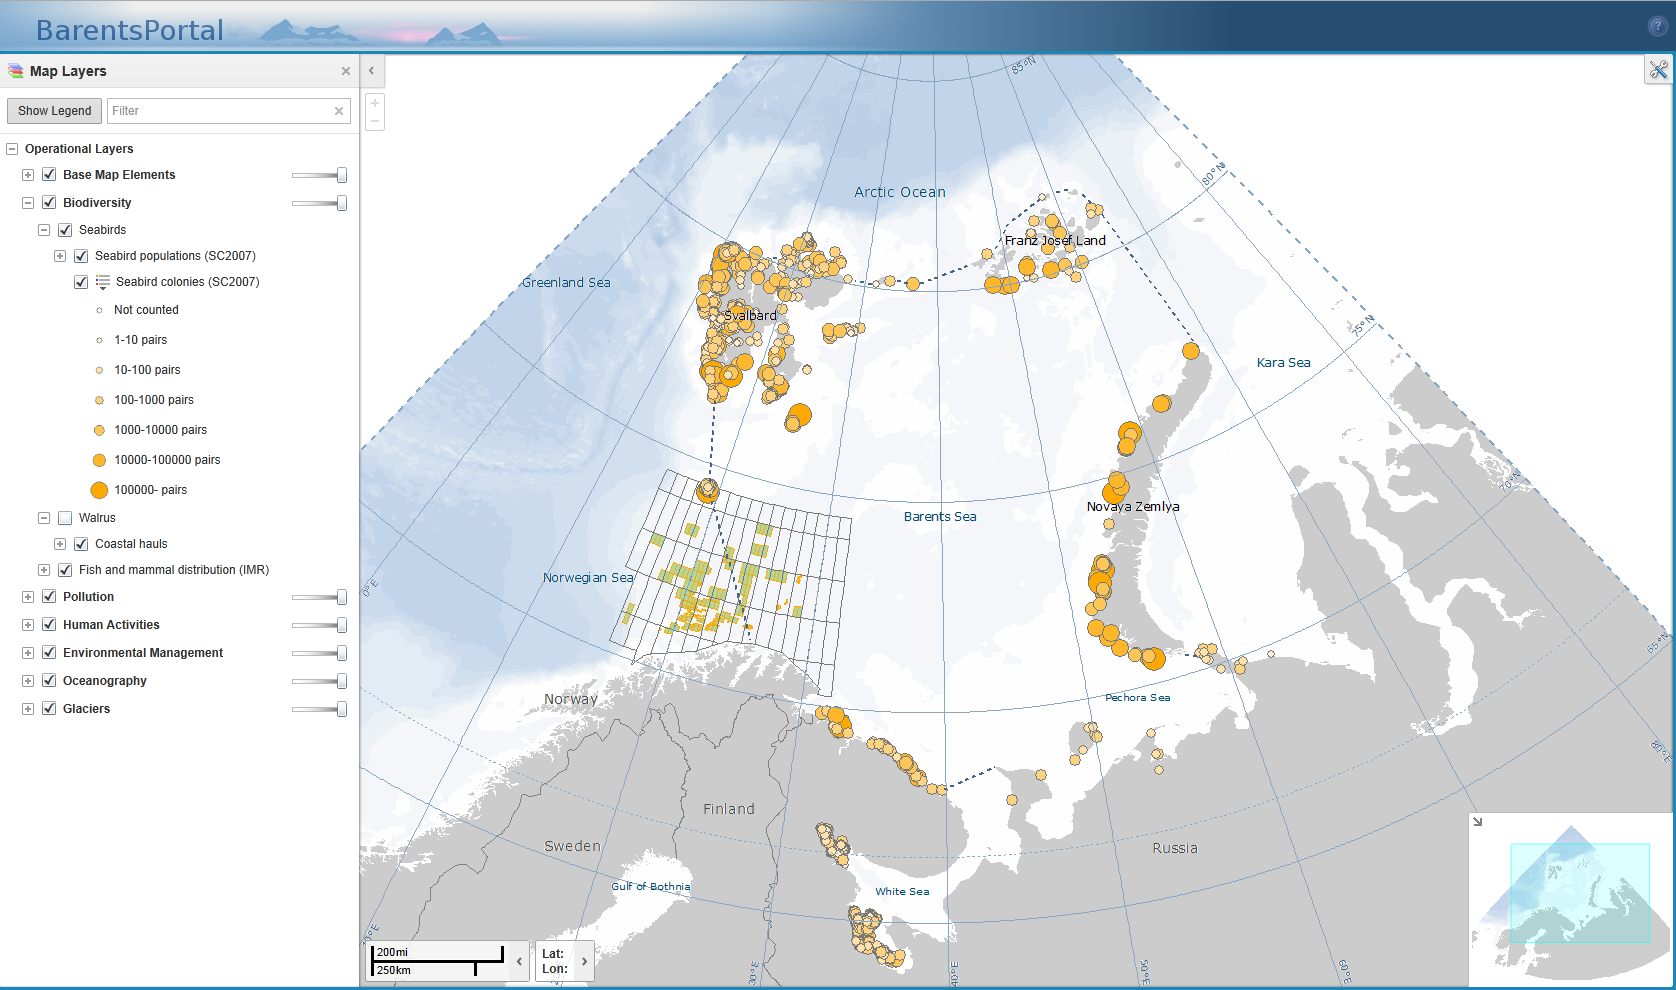 BarentsPortal
?
Map Layers
Show Legend
Filter
Operational Layers
Base Map Elements
Biodiversity
Seabirds
Seabird populations (SC2007)
Seabird colonies (SC2007)
Not counted
1-10 pairs
10-100 pairs
100-1000 pairs
1000-10000 pairs
10000-100000 pairs
100000- pairs
Walrus
Coastal hauls
Fish and mammal distribution (IMR)
Pollution
Human Activities
Environmental Management
Oceanography
Glaciers
85°N
80°N
Arctic Ocean
Franz Josef Land
Greenland Sea
Svalbard
75°N
Kara Sea
70°N
Novaya Zemlya
Barents Sea
Norwegian Sea
0°E
65°N
Norway
Pechora Sea
80°E
Finland
Sweden
Russia
Gulf of Bothnia
White Sea
30°E
40°E
50°E
60°E
200mi
250km
Lat:
Lon: